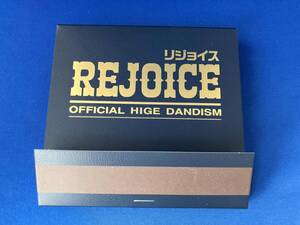 リジョイス
REJOICE
OFFICIAL HIGE DANDISM